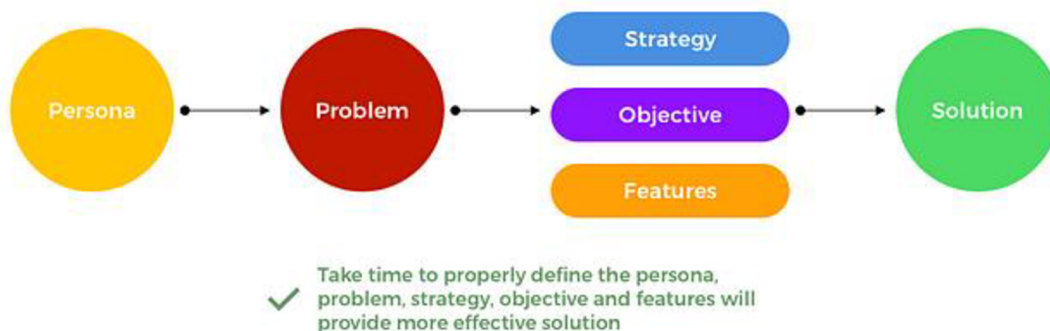 Persona
Problem
Strategy
Objective
Features
Solution
Take time to properly define the persona,
problem, strategy, objective and features will
provide more effective solution